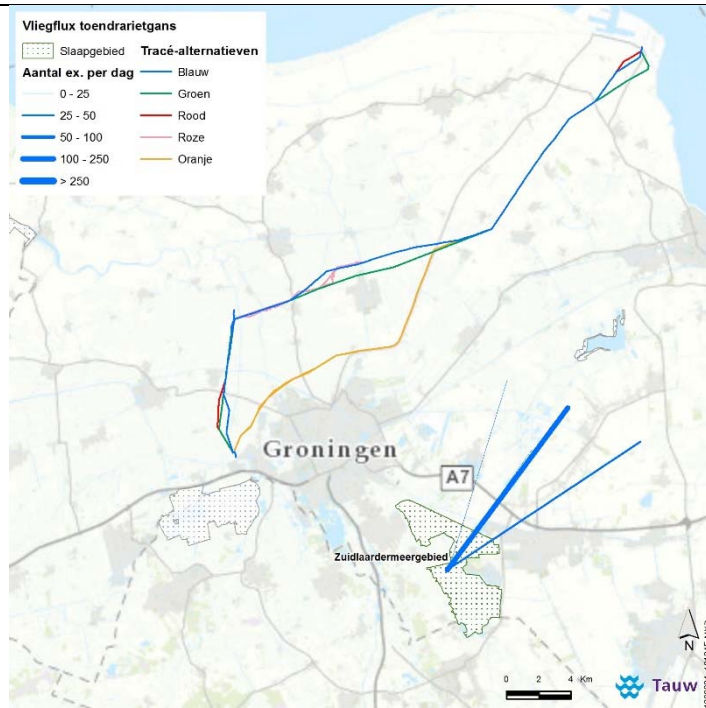 Vliegflux toendrarietgans
Slaapgebied
Tracé-alternatieven
Aantal ex. per dag
Blauw
0 - 25
Groen
25 - 50
Rood
50 - 100
Roze
100 - 250
Oranje
> 250
Groningen
A7
Zuidlaardermeergebied
N
0 2 4 Km
Tauw